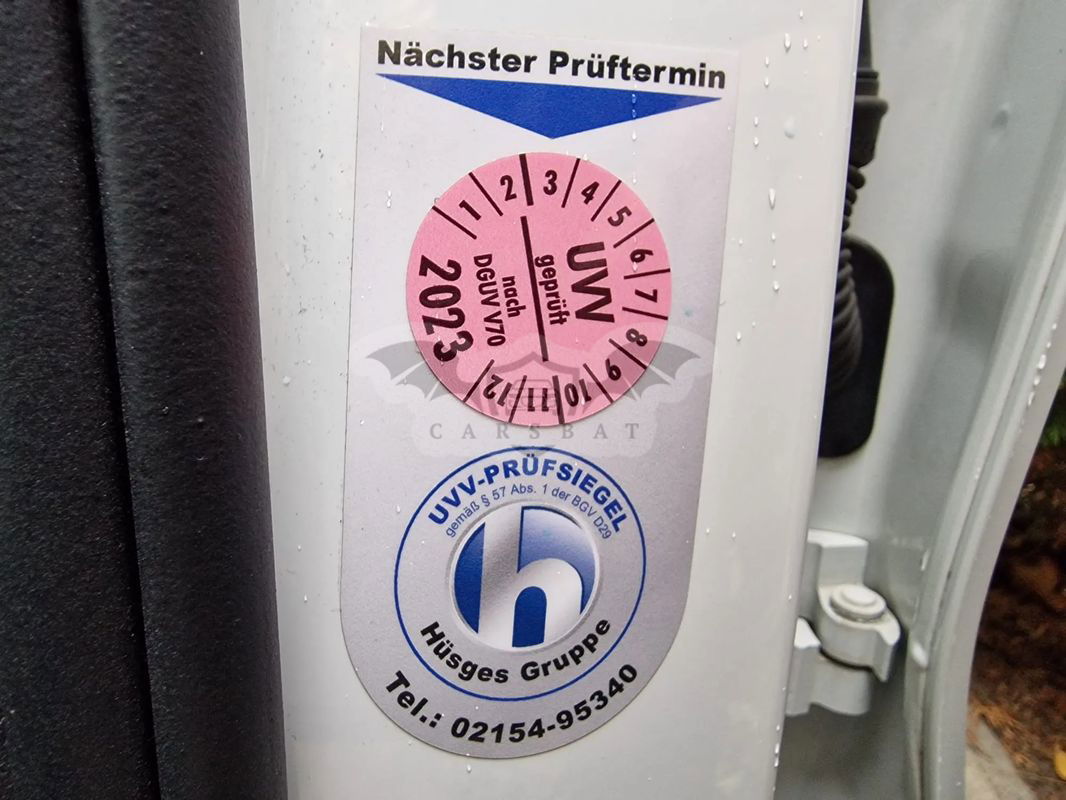 Nächster Prüftermin
1 2 3 4 5 6 7 8 9 10 11 12
UVV
geprüft
nach
DGUV V70
2023
CARSBAT
UVV-PRÜFSIEGEL
gemäß § 57 Abs. 1 der BGV D29
h
Hüsges Gruppe
Tel.: 02154-95340